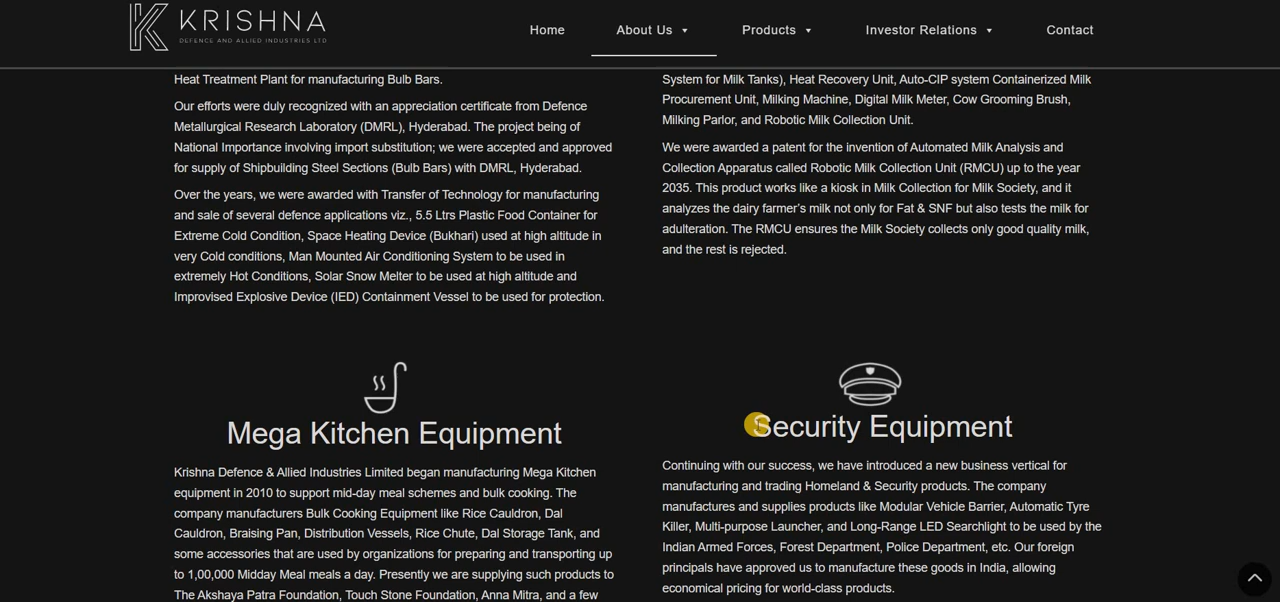 KRISHNA
DEFENCE AND ALLIED INDUSTRIES LTD
Home
About Us
Products
Investor Relations
Contact
Heat Treatment Plant for manufacturing Bulb Bars.
Our efforts were duly recognized with an appreciation certificate from Defence
Metallurgical Research Laboratory (DMRL), Hyderabad. The project being of
National Importance involving import substitution; we were accepted and approved
for supply of Shipbuilding Steel Sections (Bulb Bars) with DMRL, Hyderabad.
Over the years, we were awarded with Transfer of Technology for manufacturing
and sale of several defence applications viz., 5.5 Ltrs Plastic Food Container for
Extreme Cold Condition, Space Heating Device (Bukhari) used at high altitude in
very Cold conditions, Man Mounted Air Conditioning System to be used in
extremely Hot Conditions, Solar Snow Melter to be used at high altitude and
Improvised Explosive Device (IED) Containment Vessel to be used for protection.
System for Milk Tanks), Heat Recovery Unit, Auto-CIP system Containerized Milk
Procurement Unit, Milking Machine, Digital Milk Meter, Cow Grooming Brush,
Milking Parlor, and Robotic Milk Collection Unit.
We were awarded a patent for the invention of Automated Milk Analysis and
Collection Apparatus called Robotic Milk Collection Unit (RMCU) up to the year
2035. This product works like a kiosk in Milk Collection for Milk Society, and it
analyzes the dairy farmer's milk not only for Fat & SNF but also tests the milk for
adulteration. The RMCU ensures the Milk Society collects only good quality milk,
and the rest is rejected.
Mega Kitchen Equipment
Krishna Defence & Allied Industries Limited began manufacturing Mega Kitchen
equipment in 2010 to support mid-day meal schemes and bulk cooking. The
company manufacturers Bulk Cooking Equipment like Rice Cauldron, Dal
Cauldron, Braising Pan, Distribution Vessels, Rice Chute, Dal Storage Tank, and
some accessories that are used by organizations for preparing and transporting up
to 1,00,000 Midday Meal meals a day. Presently we are supplying such products to
The Akshaya Patra Foundation, Touch Stone Foundation, Anna Mitra, and a few
Security Equipment
Continuing with our success, we have introduced a new business vertical for
manufacturing and trading Homeland & Security products. The company
manufactures and supplies products like Modular Vehicle Barrier, Automatic Tyre
Killer, Multi-purpose Launcher, and Long-Range LED Searchlight to be used by the
Indian Armed Forces, Forest Department, Police Department, etc. Our foreign
principals have approved us to manufacture these goods in India, allowing
economical pricing for world-class products.